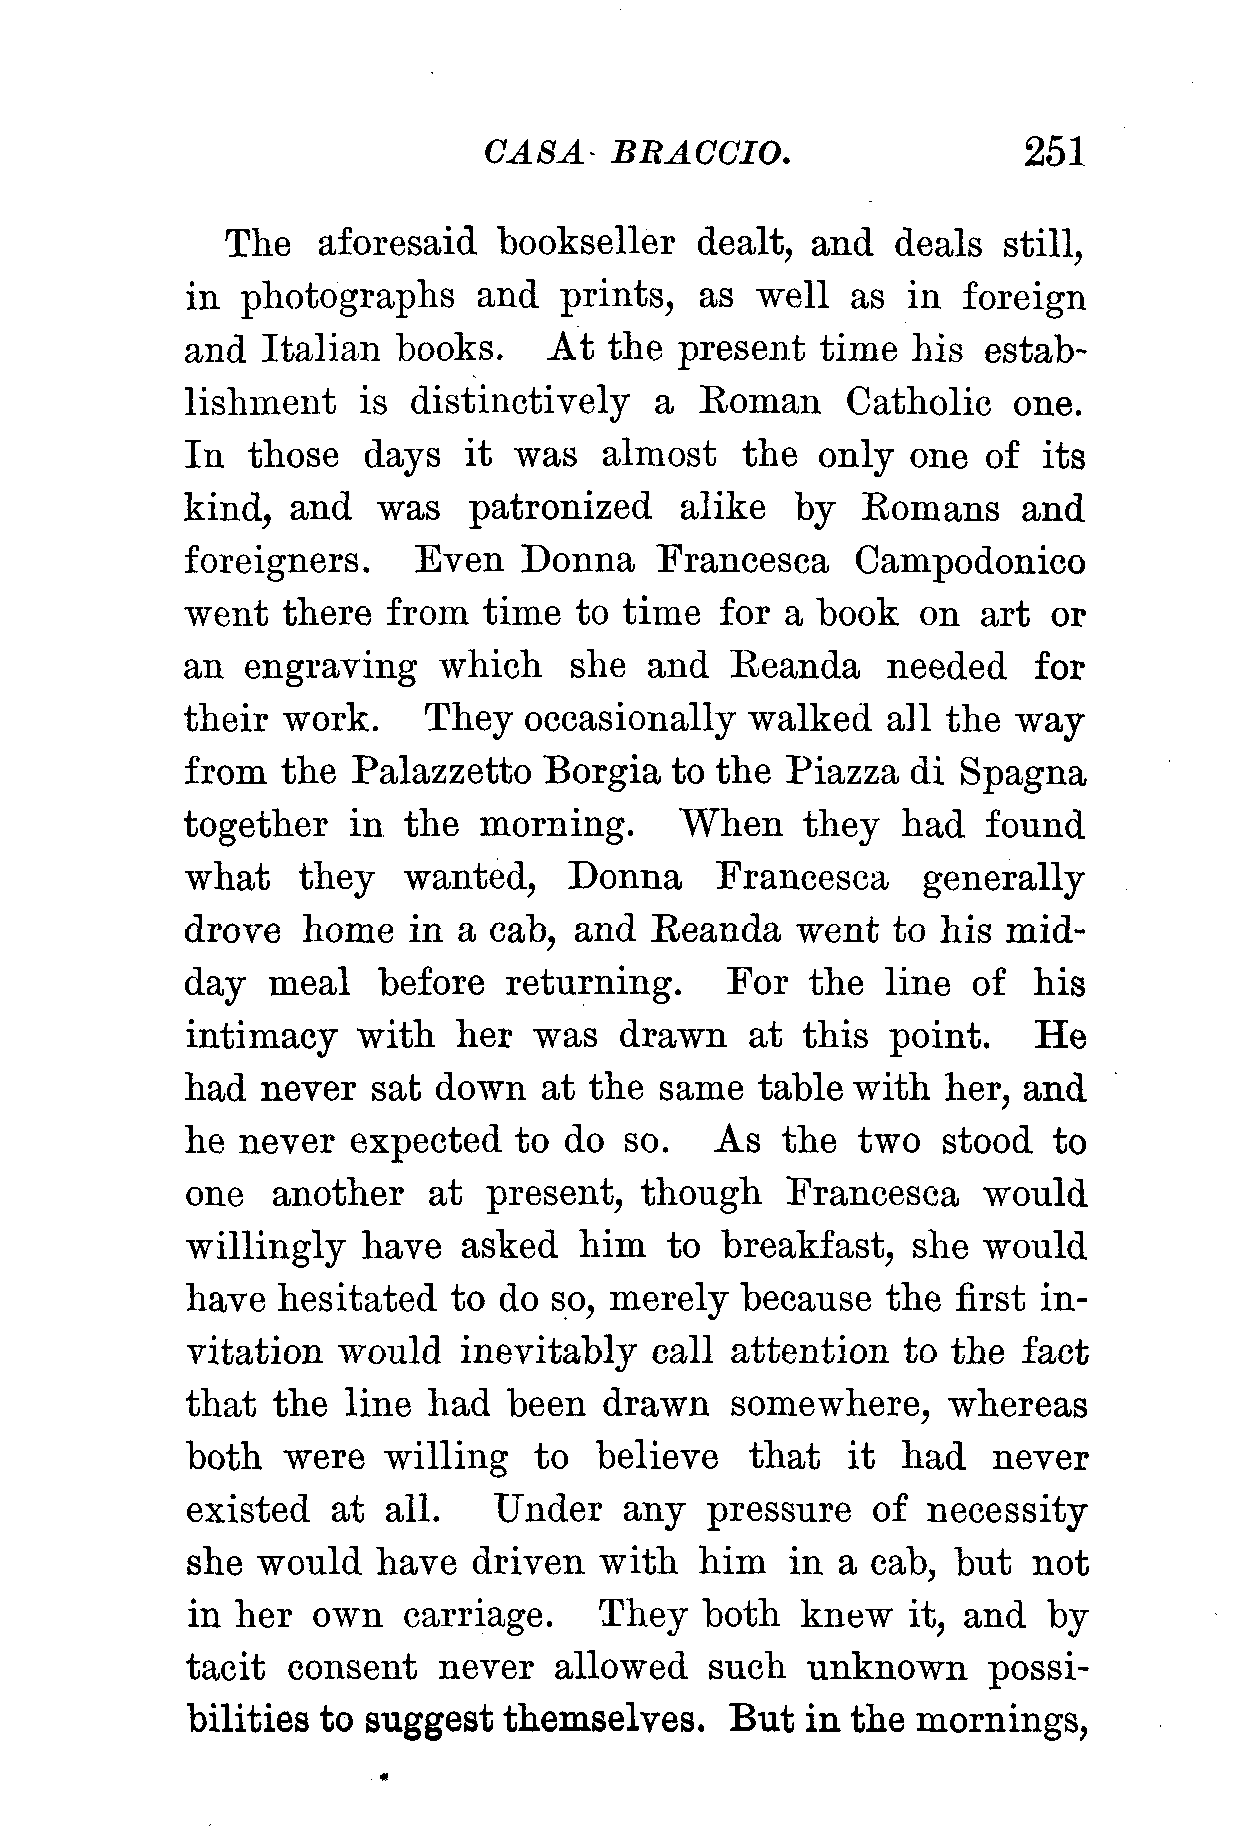 CASA BRACCIO. 251
The aforesaid bookseller dealt, and deals still,
in photographs and prints, as well as in foreign
and Italian books. At the present time his estab-
lishment is distinctively a Roman Catholic one.
In those days it was almost the only one of its
kind, and was patronized alike by Romans and
foreigners. Even Donna Francesca Campodonico
went there from time to time for a book on art or
an engraving which she and Reanda needed for
their work. They occasionally walked all the way
from the Palazzetto Borgia to the Piazza di Spagna
together in the morning. When they had found
what they wanted, Donna Francesca generally
drove home in a cab, and Reanda went to his mid-
day meal before returning. For the line of his
intimacy with her was drawn at this point. He
had never sat down at the same table with her, and
he never expected to do so. As the two stood to
one another at present, though Francesca would
willingly have asked him to breakfast, she would
have hesitated to do so, merely because the first in-
vitation would inevitably call attention to the fact
that the line had been drawn somewhere, whereas
both were willing to believe that it had never
existed at all. Under any pressure of necessity
she would have driven with him in a cab, but not
in her own carriage. They both knew it, and by
tacit consent never allowed such unknown possi-
bilities to suggest themselves. But in the mornings,